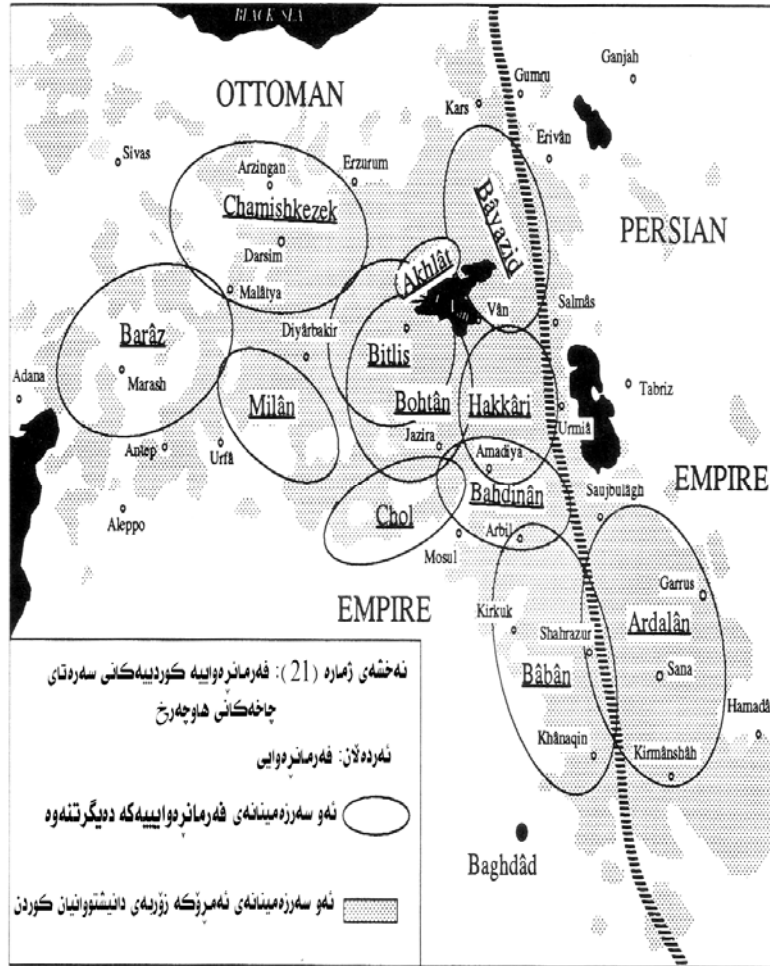 BLACK SEA
Ganjah
OTTOMAN
Gumru
Kars
Sivas
Erivân
Arzingan
Erzurum
Chamishkezek
Bâyazid
PERSIAN
Darsim
Akhlât
Malâtya
Vân
Salmâs
Diyârbakir
Barâz
Bitlis
Adana
Marash
Milân
Bohtân
Hakkâri
Tabriz
Urmiâ
Jazira
Antep
Urfâ
Amadiya
EMPIRE
Bahdinân
Saujbulâgh
Chol
Aleppo
Arbil
Mosul
Garrus
EMPIRE
Kirkuk
Ardalân
Shahrazur
Sana
Bâbân
Hamadâ
Khânaqin
Kirmânshâh
Baghdâd
نەخشەی ژمارە (21): فەرمانڕەواییە کوردییەکانی سەرەتای
چاخەکانی هاوچەرخ
ئەردەڵان: فەرمانڕەوایی
ئەو سەرزەمینانەی فەرمانڕەواییییەکە دەیگرتنەوە
ئەو سەرزەمینانەی ئەمڕۆکە زۆربەی دانیشتووانیان کوردن